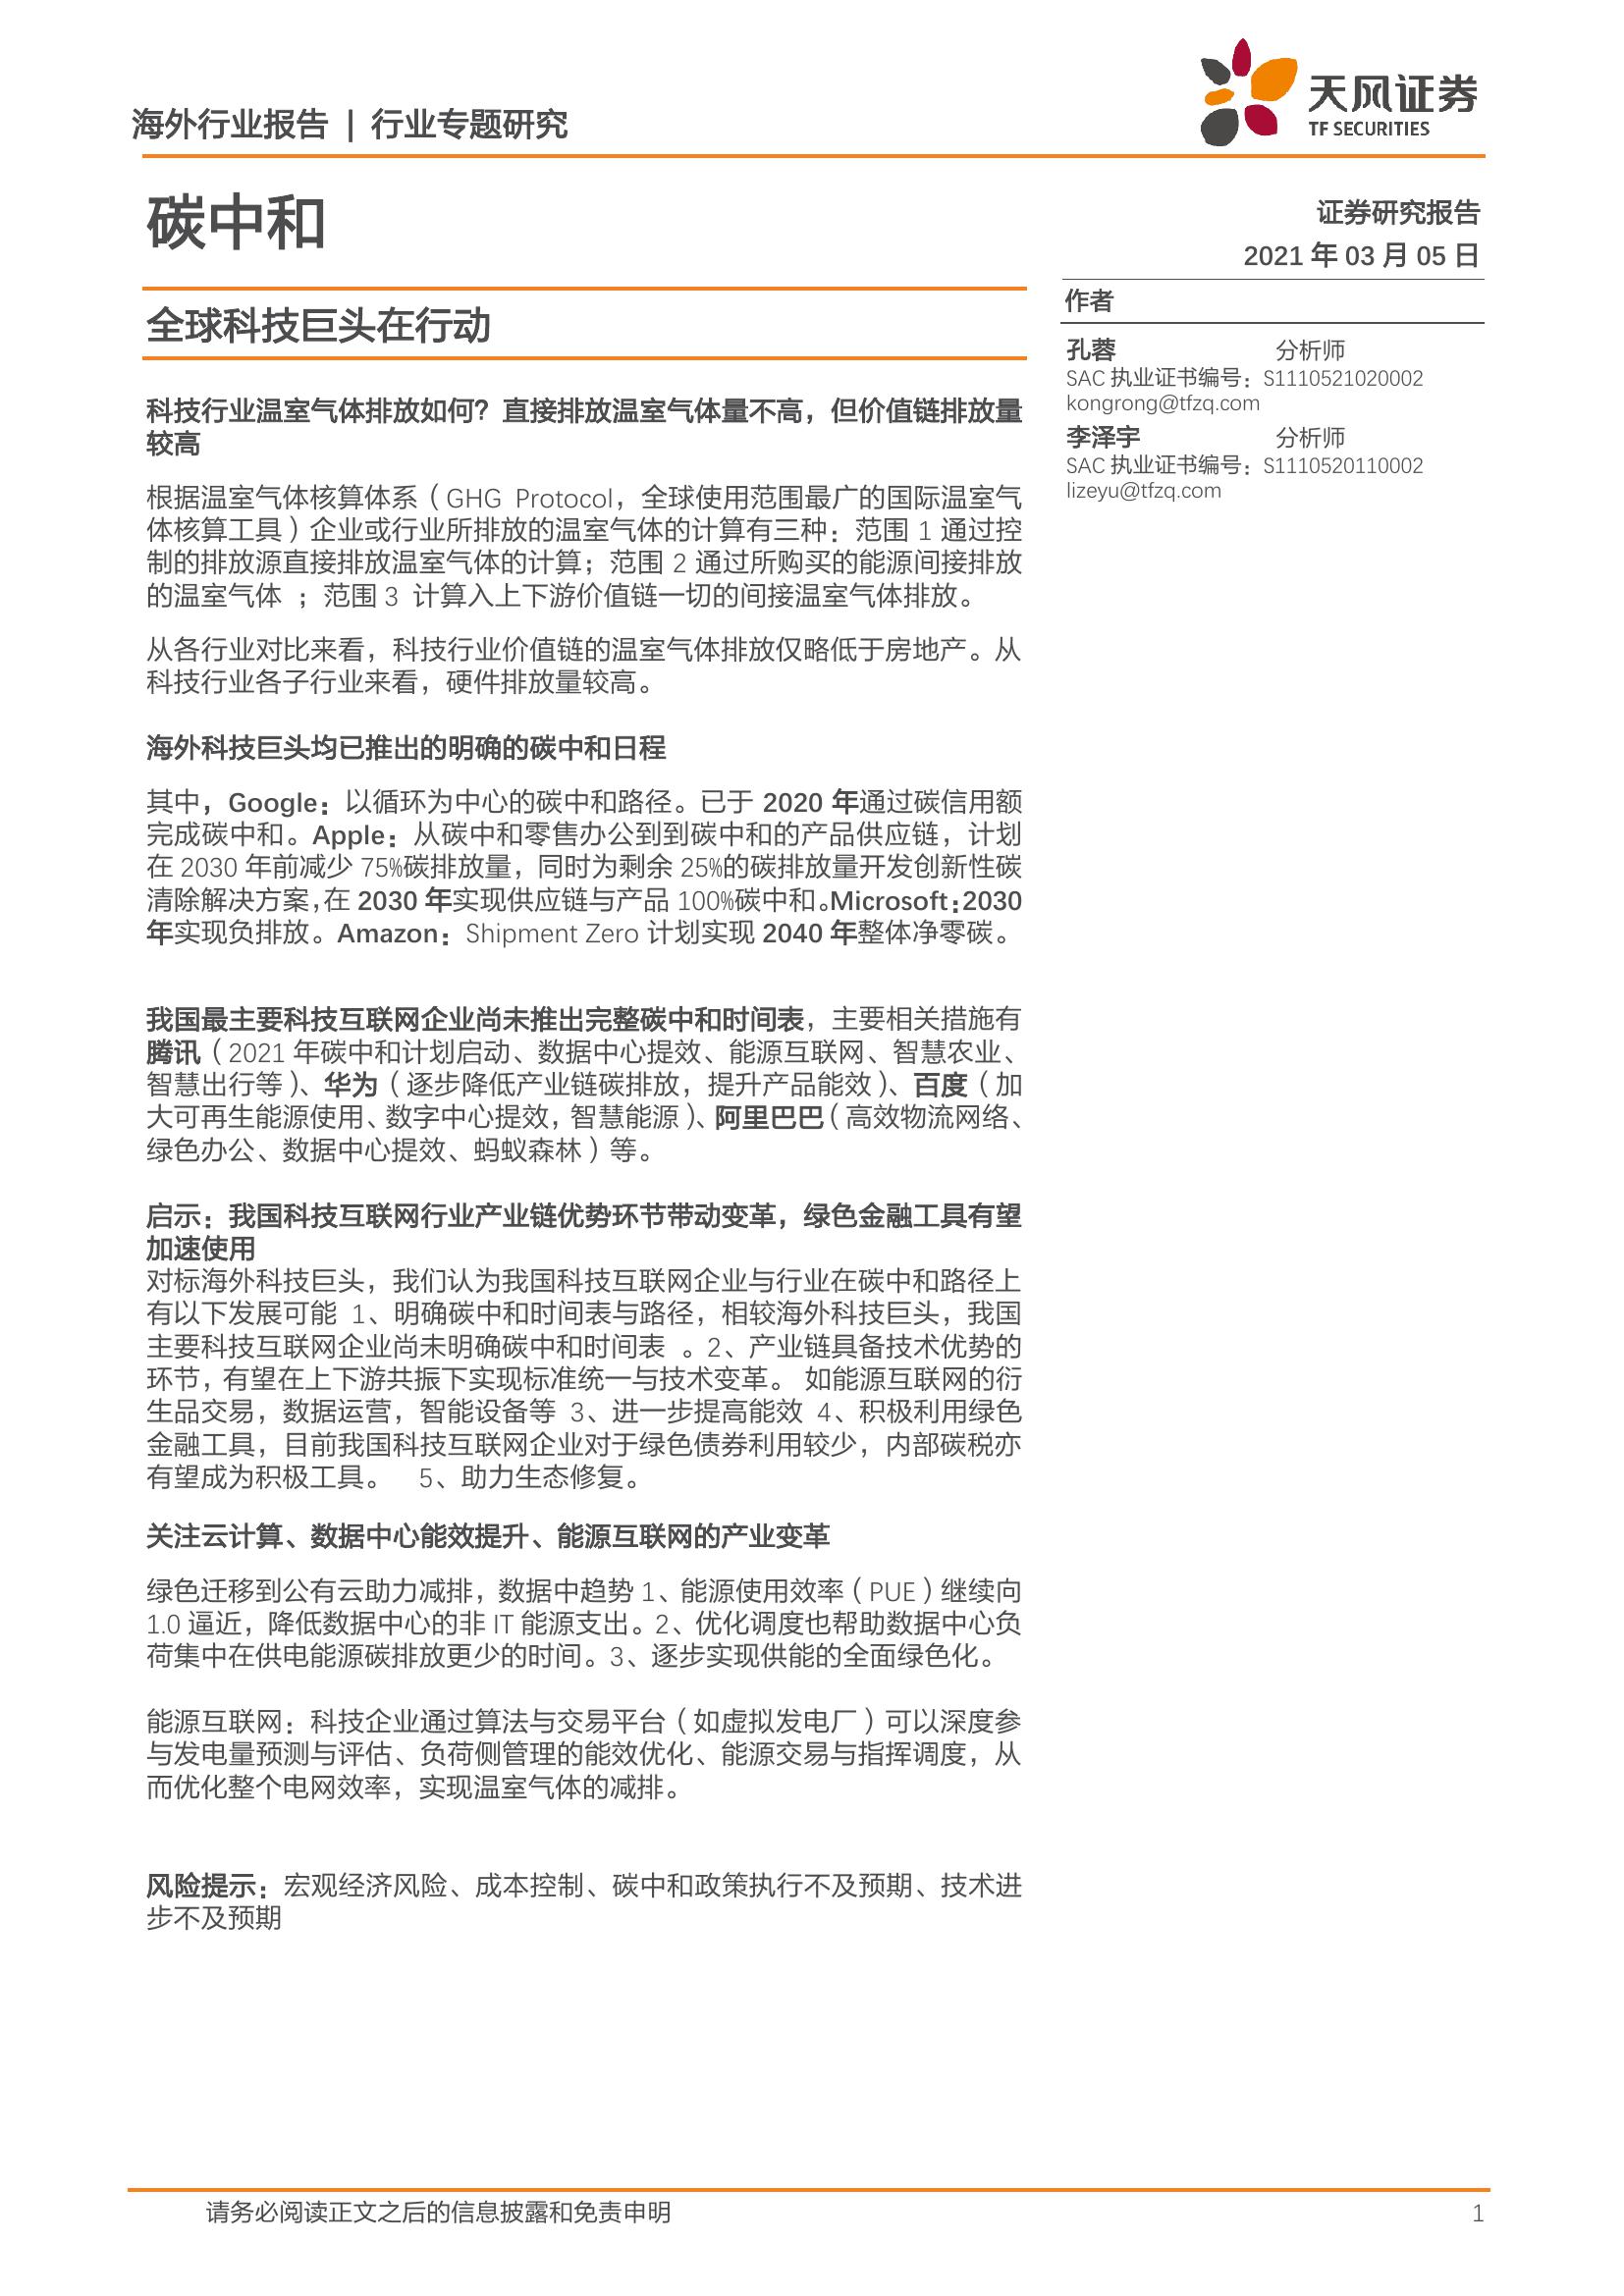 海外行业报告 | 行业专题研究
天风证券
TF SECURITIES
碳中和
证券研究报告
2021 年 03 月 05 日
全球科技巨头在行动
作者
孔蓉 分析师
SAC 执业证书编号：S1110521020002
kongrong@tfzq.com
李泽宇 分析师
SAC 执业证书编号：S1110520110002
lizeyu@tfzq.com
科技行业温室气体排放如何？直接排放温室气体量不高，但价值链排放量
较高
根据温室气体核算体系（GHG Protocol，全球使用范围最广的国际温室气
体核算工具）企业或行业所排放的温室气体的计算有三种：范围 1 通过控
制的排放源直接排放温室气体的计算；范围 2 通过所购买的能源间接排放
的温室气体 ；范围 3 计算入上下游价值链一切的间接温室气体排放。
从各行业对比来看，科技行业价值链的温室气体排放仅略低于房地产。从
科技行业各子行业来看，硬件排放量较高。
海外科技巨头均已推出的明确的碳中和日程
其中，Google：以循环为中心的碳中和路径。已于 2020 年通过碳信用额
完成碳中和。Apple：从碳中和零售办公到到碳中和的产品供应链，计划
在 2030 年前减少 75%碳排放量，同时为剩余 25%的碳排放量开发创新性碳
清除解决方案，在 2030 年实现供应链与产品 100%碳中和。Microsoft：2030
年实现负排放。Amazon：Shipment Zero 计划实现 2040 年整体净零碳。
我国最主要科技互联网企业尚未推出完整碳中和时间表，主要相关措施有
腾讯（2021 年碳中和计划启动、数据中心提效、能源互联网、智慧农业、
智慧出行等）、华为（逐步降低产业链碳排放，提升产品能效）、百度（加
大可再生能源使用、数字中心提效，智慧能源）、阿里巴巴（高效物流网络、
绿色办公、数据中心提效、蚂蚁森林）等。
启示：我国科技互联网行业产业链优势环节带动变革，绿色金融工具有望
加速使用
对标海外科技巨头，我们认为我国科技互联网企业与行业在碳中和路径上
有以下发展可能 1、明确碳中和时间表与路径，相较海外科技巨头，我国
主要科技互联网企业尚未明确碳中和时间表 。2、产业链具备技术优势的
环节，有望在上下游共振下实现标准统一与技术变革。 如能源互联网的衍
生品交易，数据运营，智能设备等 3、进一步提高能效 4、积极利用绿色
金融工具，目前我国科技互联网企业对于绿色债券利用较少，内部碳税亦
有望成为积极工具。 5、助力生态修复。
关注云计算、数据中心能效提升、能源互联网的产业变革
绿色迁移到公有云助力减排，数据中趋势 1、能源使用效率（PUE）继续向
1.0 逼近，降低数据中心的非 IT 能源支出。2、优化调度也帮助数据中心负
荷集中在供电能源碳排放更少的时间。3、逐步实现供能的全面绿色化。
能源互联网：科技企业通过算法与交易平台（如虚拟发电厂）可以深度参
与发电量预测与评估、负荷侧管理的能效优化、能源交易与指挥调度，从
而优化整个电网效率，实现温室气体的减排。
风险提示：宏观经济风险、成本控制、碳中和政策执行不及预期、技术进
步不及预期
请务必阅读正文之后的信息披露和免责申明
1